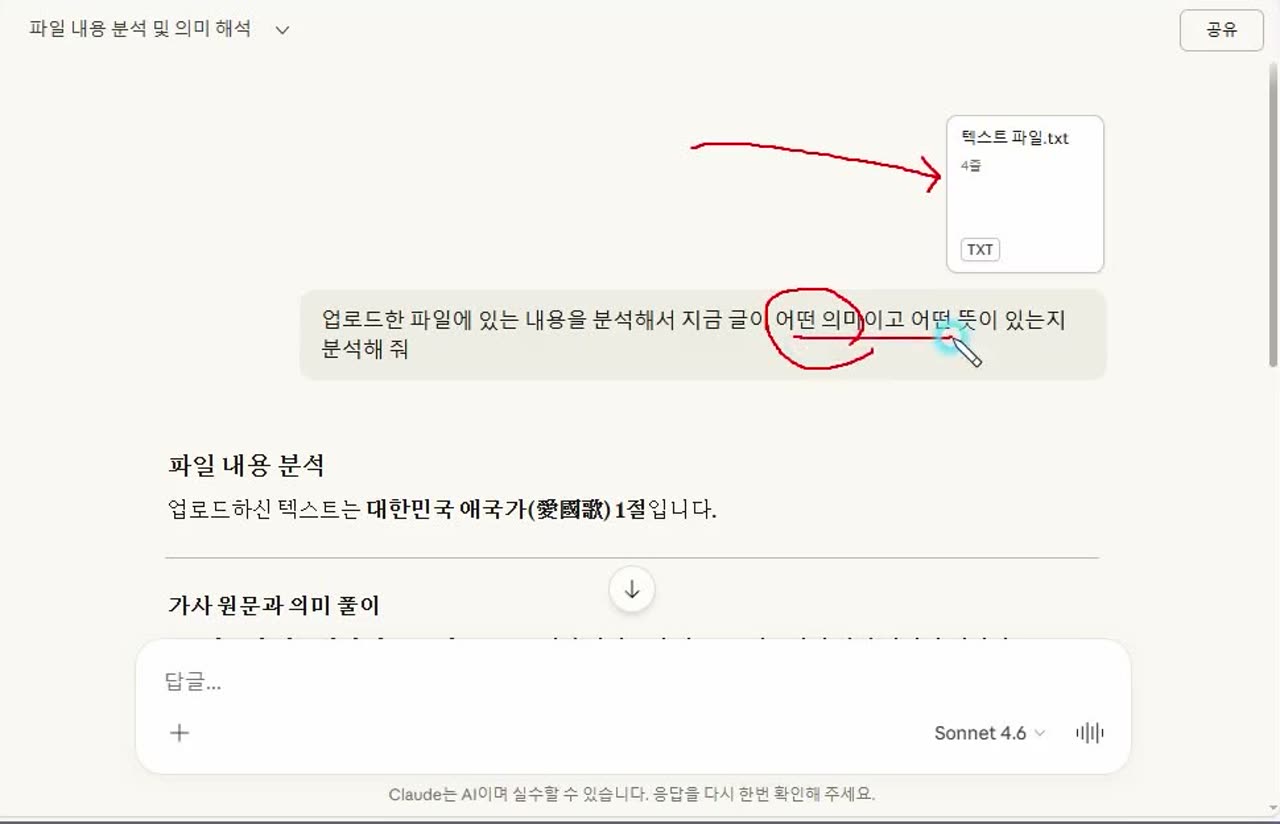 파일 내용 분석 및 의미 해석
공유
텍스트 파일.txt
4줄
TXT
업로드한 파일에 있는 내용을 분석해서 지금 글이 어떤 의미이고 어떤 뜻이 있는지
분석해 줘
파일 내용 분석
업로드하신 텍스트는 대한민국 애국가(愛國歌) 1절입니다.
가사 원문과 의미 풀이
답글...
Sonnet 4.6
Claude는 AI이며 실수할 수 있습니다. 응답을 다시 한번 확인해 주세요.